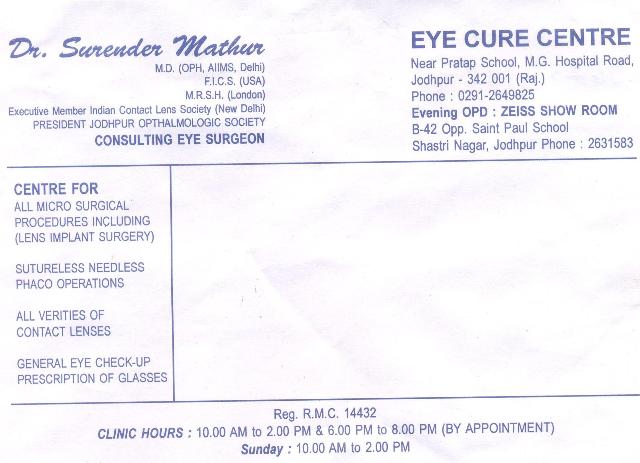 Dr. Surender Mathur
M.D. (OPH, AIIMS, Delhi)
F.I.C.S. (USA)
M.R.S.H. (London)
Executive Member Indian Contact Lens Society (New Delhi)
PRESIDENT JODHPUR OPTHALMOLOGIC SOCIETY
CONSULTING EYE SURGEON
EYE CURE CENTRE
Near Pratap School, M.G. Hospital Road,
Jodhpur - 342 001 (Raj.)
Phone : 0291-2649825
Evening OPD : ZEISS SHOW ROOM
B-42 Opp. Saint Paul School
Shastri Nagar, Jodhpur Phone : 2631583
CENTRE FOR
ALL MICRO SURGICAL
PROCEDURES INCLUDING
(LENS IMPLANT SURGERY)
SUTURELESS NEEDLESS
PHACO OPERATIONS
ALL VERITIES OF
CONTACT LENSES
GENERAL EYE CHECK-UP
PRESCRIPTION OF GLASSES
Reg. R.M.C. 14432
CLINIC HOURS : 10.00 AM to 2.00 PM & 6.00 PM to 8.00 PM (BY APPOINTMENT)
Sunday : 10.00 AM to 2.00 PM